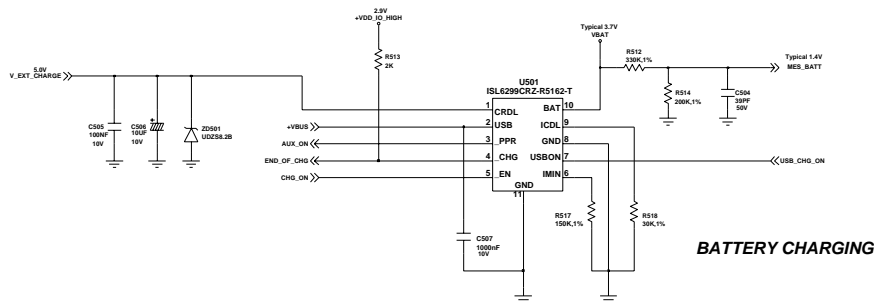 2.9V
+VDD_IO_HIGH
Typical 3.7V
VBAT
5.0V
V_EXT_CHARGE
R513
2K
R512
330K,1%
Typical 1.4V
MES_BATT
U501
ISL6299CRZ-R5162-T
C505
100NF
10V
C506
10UF
10V
ZD501
UDZS8.2B
R514
200K,1%
C504
39PF
50V
1 CRDL BAT 10
+VBUS 2 USB ICDL 9
AUX_ON 3 _PPR GND 8
END_OF_CHG 4 _CHG USBON 7 USB_CHG_ON
CHG_ON 5 _EN IMIN 6
GND
11
R517
150K,1%
R518
30K,1%
C507
1000nF
10V
BATTERY CHARGING